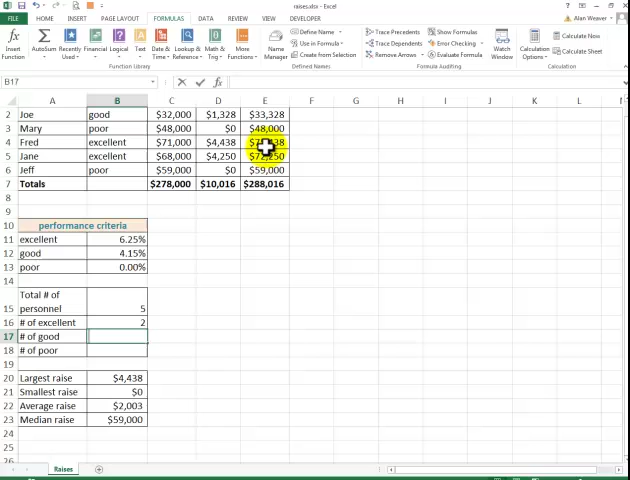 raises.xlsx - Excel
FILE HOME INSERT PAGE LAYOUT FORMULAS DATA REVIEW VIEW DEVELOPER Alan Weaver
Insert Function
AutoSum
Recently Used
Financial
Logical
Text
Date & Time
Lookup & Reference
Math & Trig
More Functions
Function Library
Name Manager
Define Name
Use in Formula
Create from Selection
Defined Names
Trace Precedents
Trace Dependents
Remove Arrows
Show Formulas
Error Checking
Evaluate Formula
Formula Auditing
Watch Window
Calculation Options
Calculate Now
Calculate Sheet
Calculation
B17 fx
A B C D E F G H I J K L
2 Joe good $32,000 $1,328 $33,328
3 Mary poor $48,000 $0 $48,000
4 Fred excellent $71,000 $4,438
5 Jane excellent $68,000 $4,250 $72,250
6 Jeff poor $59,000 $0 $59,000
7 Totals $278,000 $10,016 $288,016
8
9
10 performance criteria
11 excellent 6.25%
12 good 4.15%
13 poor 0.00%
14
Total # of
15 personnel 5
16 # of excellent 2
17 # of good
18 # of poor
19
20 Largest raise $4,438
21 Smallest raise $0
22 Average raise $2,003
23 Median raise $59,000
24
25
26
Raises